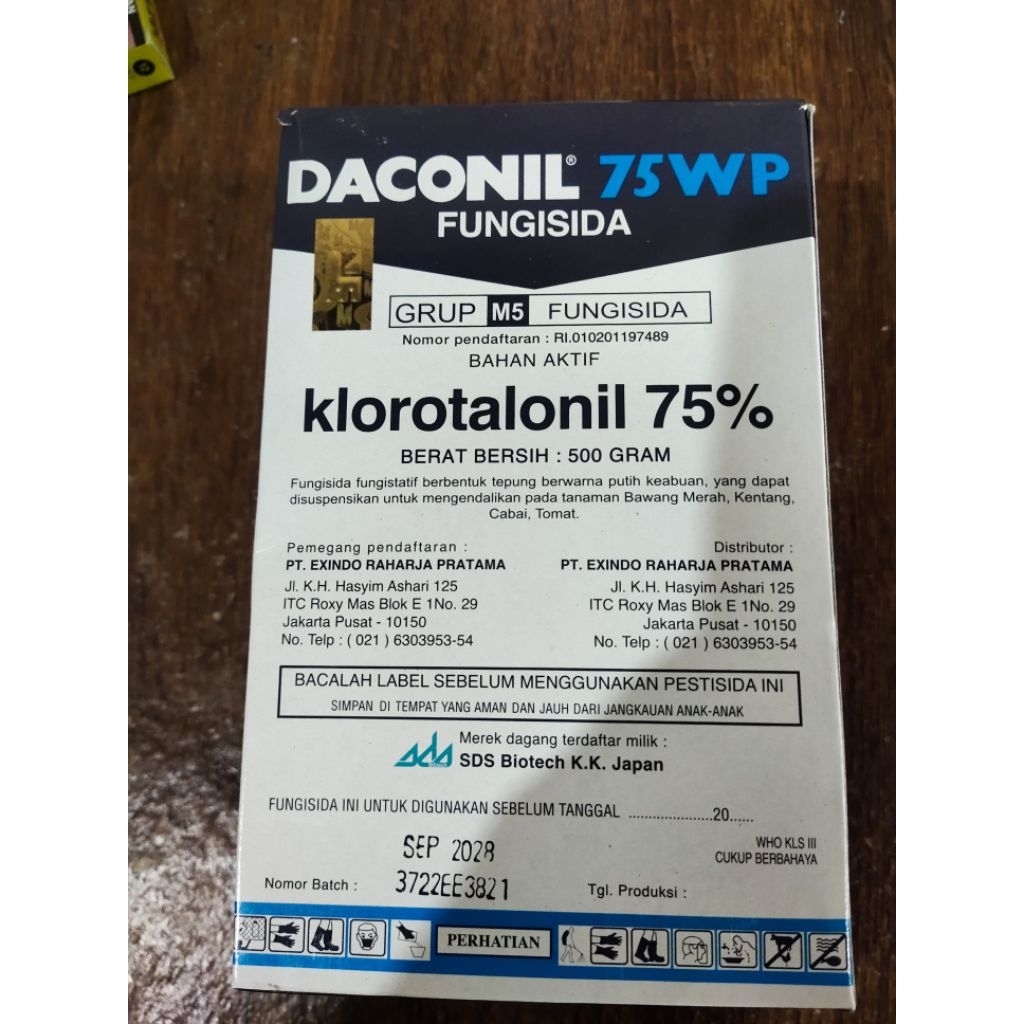 DACONIL® 75WP
FUNGISIDA
GRUP M5 FUNGISIDA
Nomor pendaftaran : RI.010201197489
BAHAN AKTIF
klorotalonil 75%
BERAT BERSIH : 500 GRAM
Fungisida fungistatif berbentuk tepung berwarna putih keabuan, yang dapat
disuspensikan untuk mengendalikan pada tanaman Bawang Merah, Kentang,
Cabai, Tomat.
Pemegang pendaftaran :
PT. EXINDO RAHARJA PRATAMA
Jl. K.H. Hasyim Ashari 125
ITC Roxy Mas Blok E 1No. 29
Jakarta Pusat - 10150
No. Telp : ( 021 ) 6303953-54
Distributor :
PT. EXINDO RAHARJA PRATAMA
Jl. K.H. Hasyim Ashari 125
ITC Roxy Mas Blok E 1No. 29
Jakarta Pusat - 10150
No. Telp : ( 021 ) 6303953-54
BACALAH LABEL SEBELUM MENGGUNAKAN PESTISIDA INI
SIMPAN DI TEMPAT YANG AMAN DAN JAUH DARI JANGKAUAN ANAK-ANAK
sds
Merek dagang terdaftar milik :
SDS Biotech K.K. Japan
FUNGISIDA INI UNTUK DIGUNAKAN SEBELUM TANGGAL .....................20......
SEP 2028
WHO KLS III
CUKUP BERBAHAYA
Nomor Batch : 3722EE3821
Tgl. Produksi :
PERHATIAN